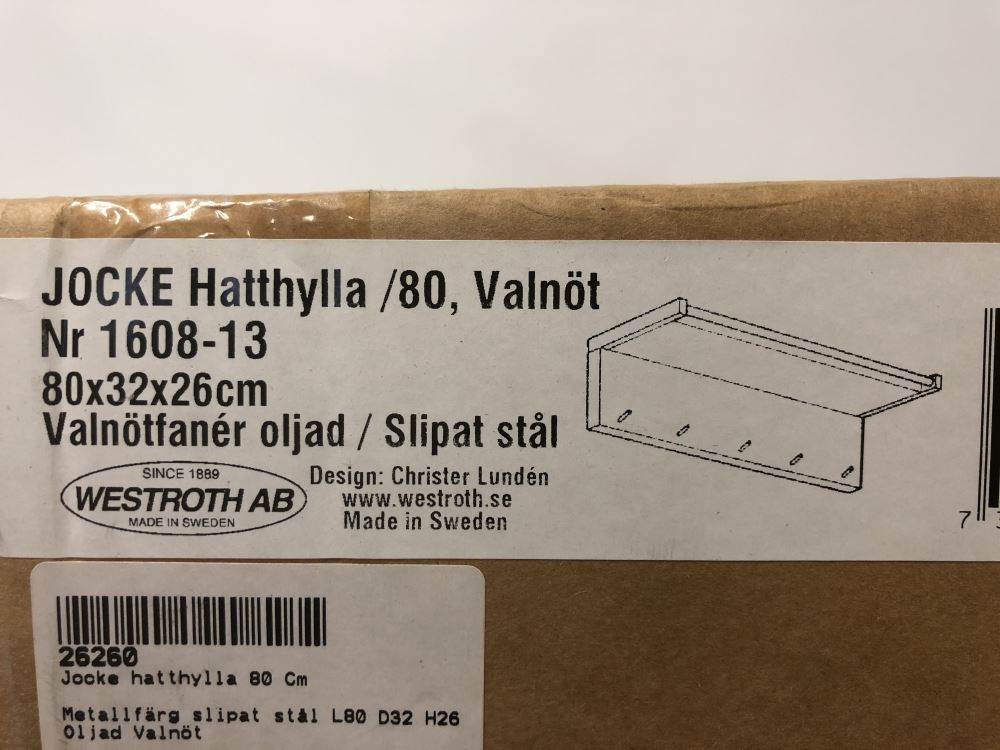 JOCKE Hatthylla /80, Valnöt
Nr 1608-13
80x32x26cm
Valnötfanér oljad / Slipat stål
SINCE 1889
WESTROTH AB
MADE IN SWEDEN
Design: Christer Lundén
www.westroth.se
Made in Sweden
7
26260
Jocke hatthylla 80 Cm
Metallfärg slipat stål L80 D32 H26
Oljad Valnöt